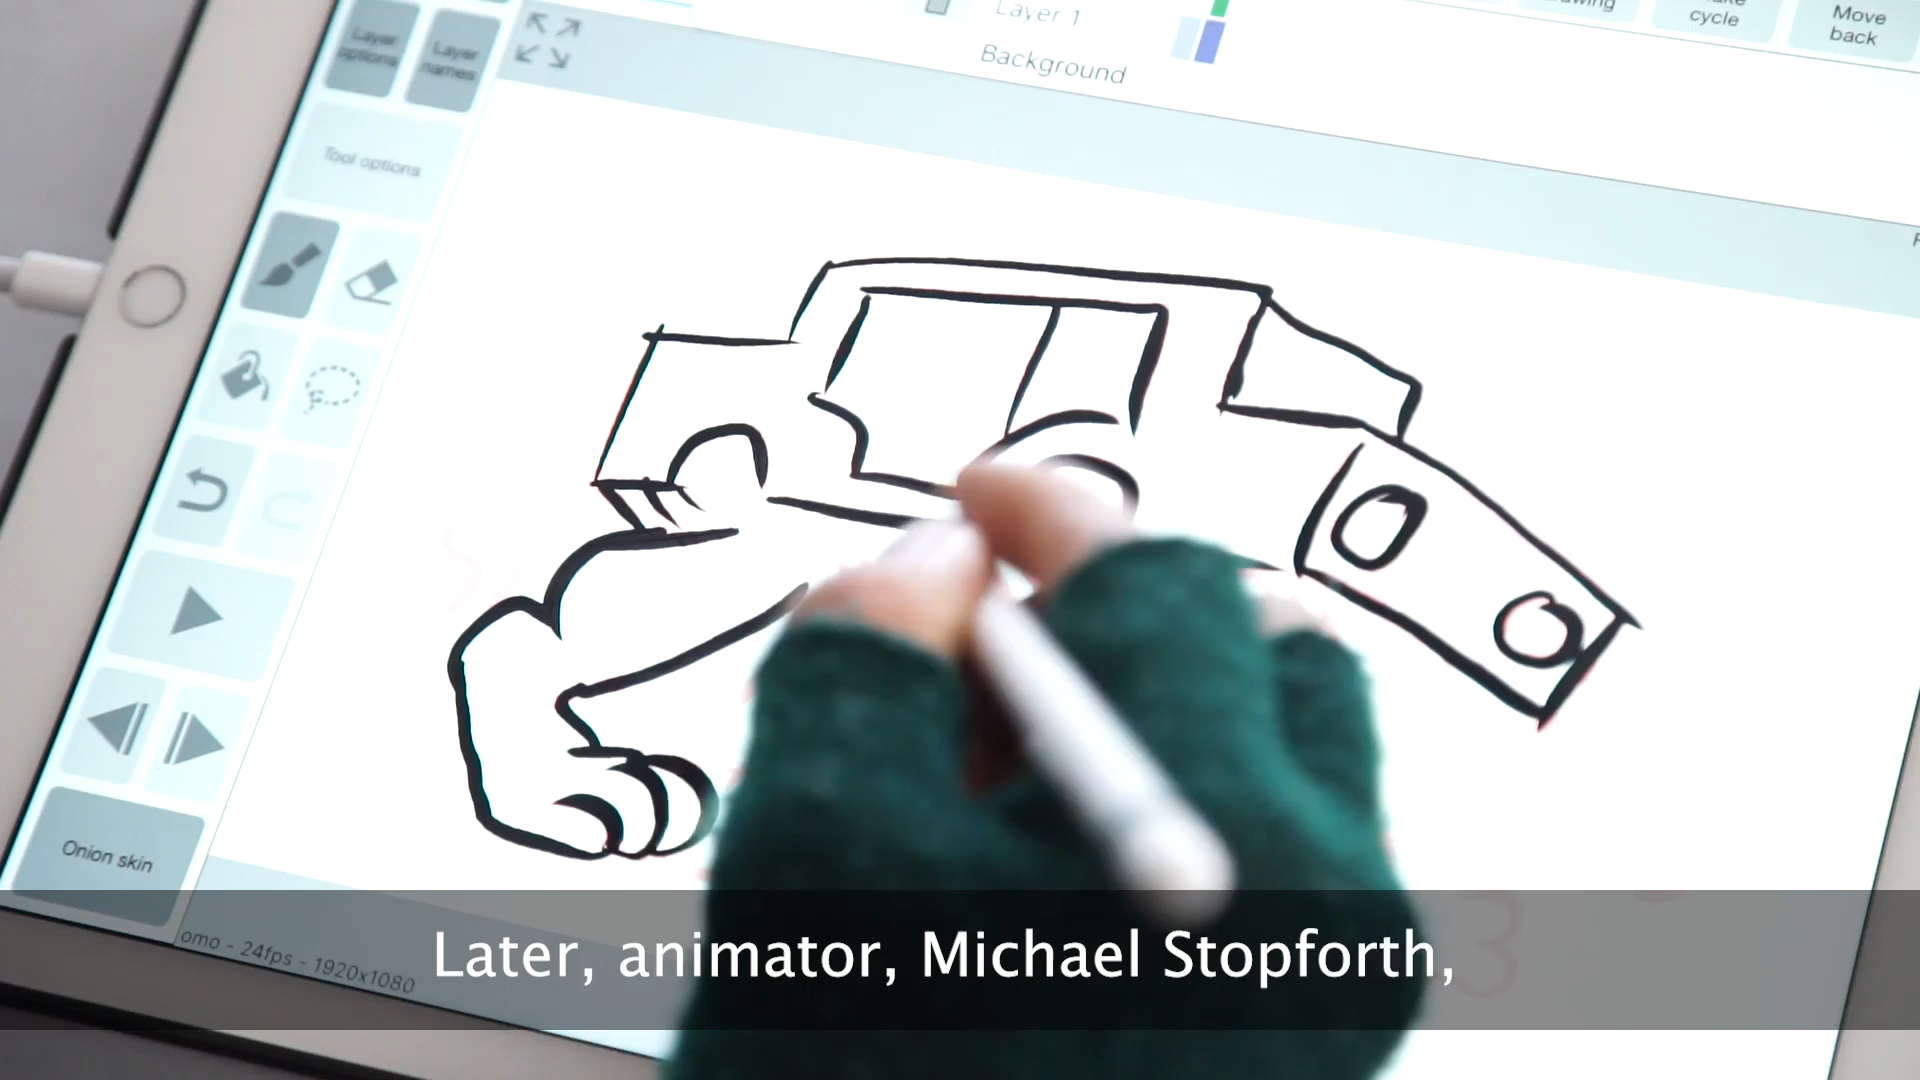 Layer 1
cycle
Move
back
Background
Layer
options
Layer
names
Tool options
Onion skin
omo - 24fps - 1920x1080
Later, animator, Michael Stopforth,